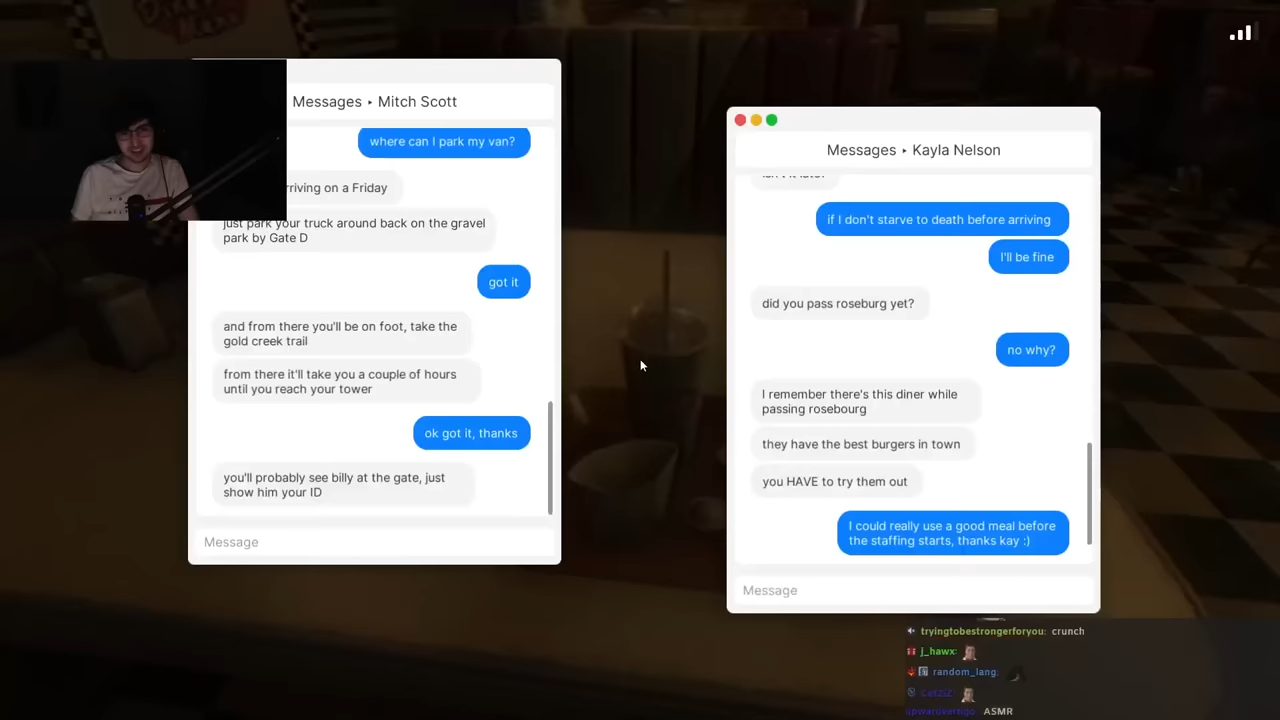 Messages ▸ Mitch Scott
where can I park my van?
rriving on a Friday
just park your truck around back on the gravel
park by Gate D
got it
and from there you'll be on foot, take the
gold creek trail
from there it'll take you a couple of hours
until you reach your tower
ok got it, thanks
you'll probably see billy at the gate, just
show him your ID
Message
Messages ▸ Kayla Nelson
isn't it late?
if I don't starve to death before arriving
I'll be fine
did you pass roseburg yet?
no why?
I remember there's this diner while
passing rosebourg
they have the best burgers in town
you HAVE to try them out
I could really use a good meal before
the staffing starts, thanks kay :)
Message
tryingtobestrongerforyou: crunch
j_hawx:
random_lang:
ASMR